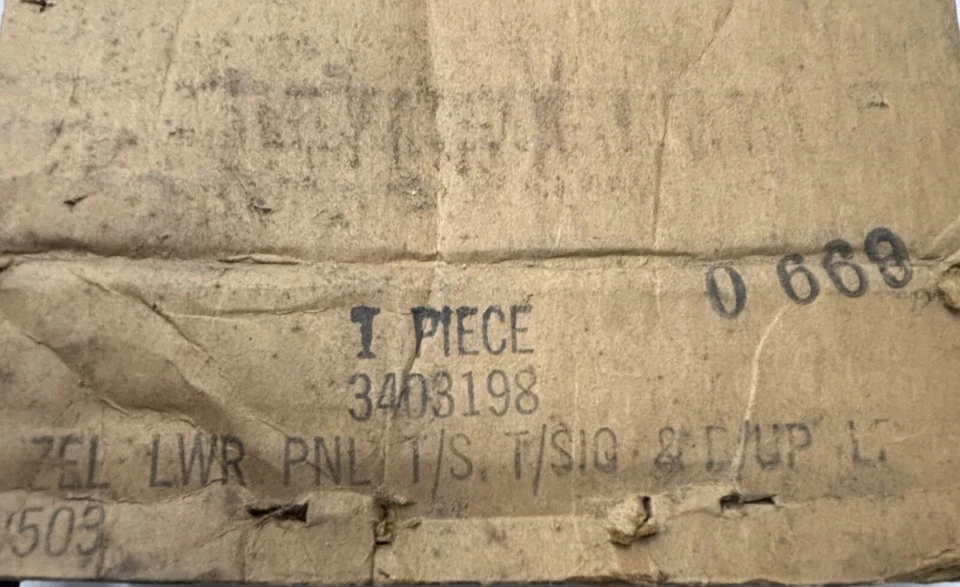 0 669
1 PIECE
3403198
ZEL LWR PNL T/S. T/SIG & B/UP
503